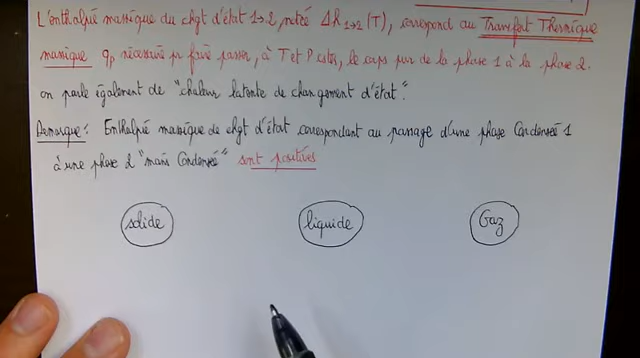 L'enthalpie massique du chgt d'état 1→2, notée Δh₁→₂(T), correspond au Transfert Thermique
massique qp nécessaire pr faire passer, à T et P cstes, le corps pur de la phase 1 à la phase 2.
on parle également de "chaleur latente de changement d'état".
Remarque: Enthalpie massique de chgt d'état correspondant au passage d'une phase Condensée 1
à une phase 2 "mais Condensée" sont positives
solide liquide Gaz